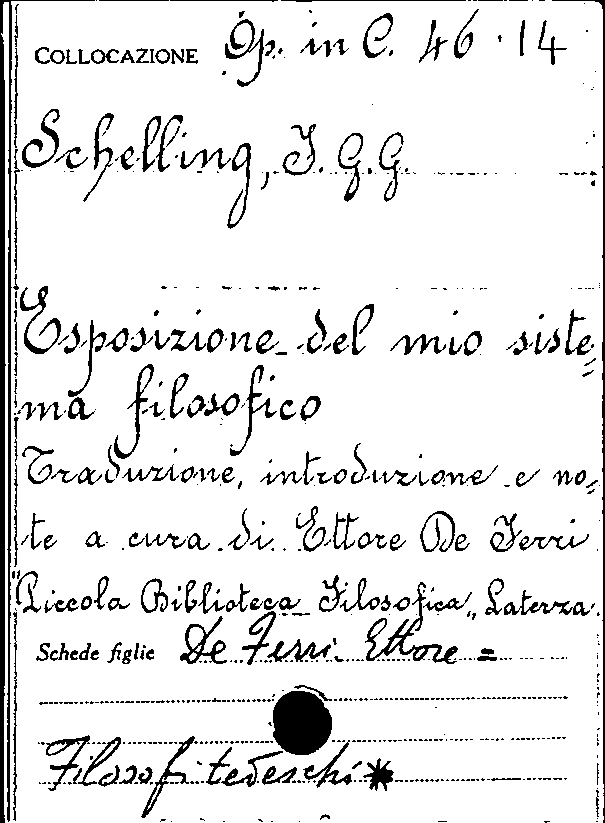 COLLOCAZIONE Op. in C. 46.14
Schelling, F. G. G.
Esposizione del mio siste=
ma filosofico
Traduzione, introduzione e no=
te a cura di Ettore De Ferri
"Piccola Biblioteca Filosofica,, Laterza.
Schede figlie De Ferri Ettore =
Filosofi tedeschi *